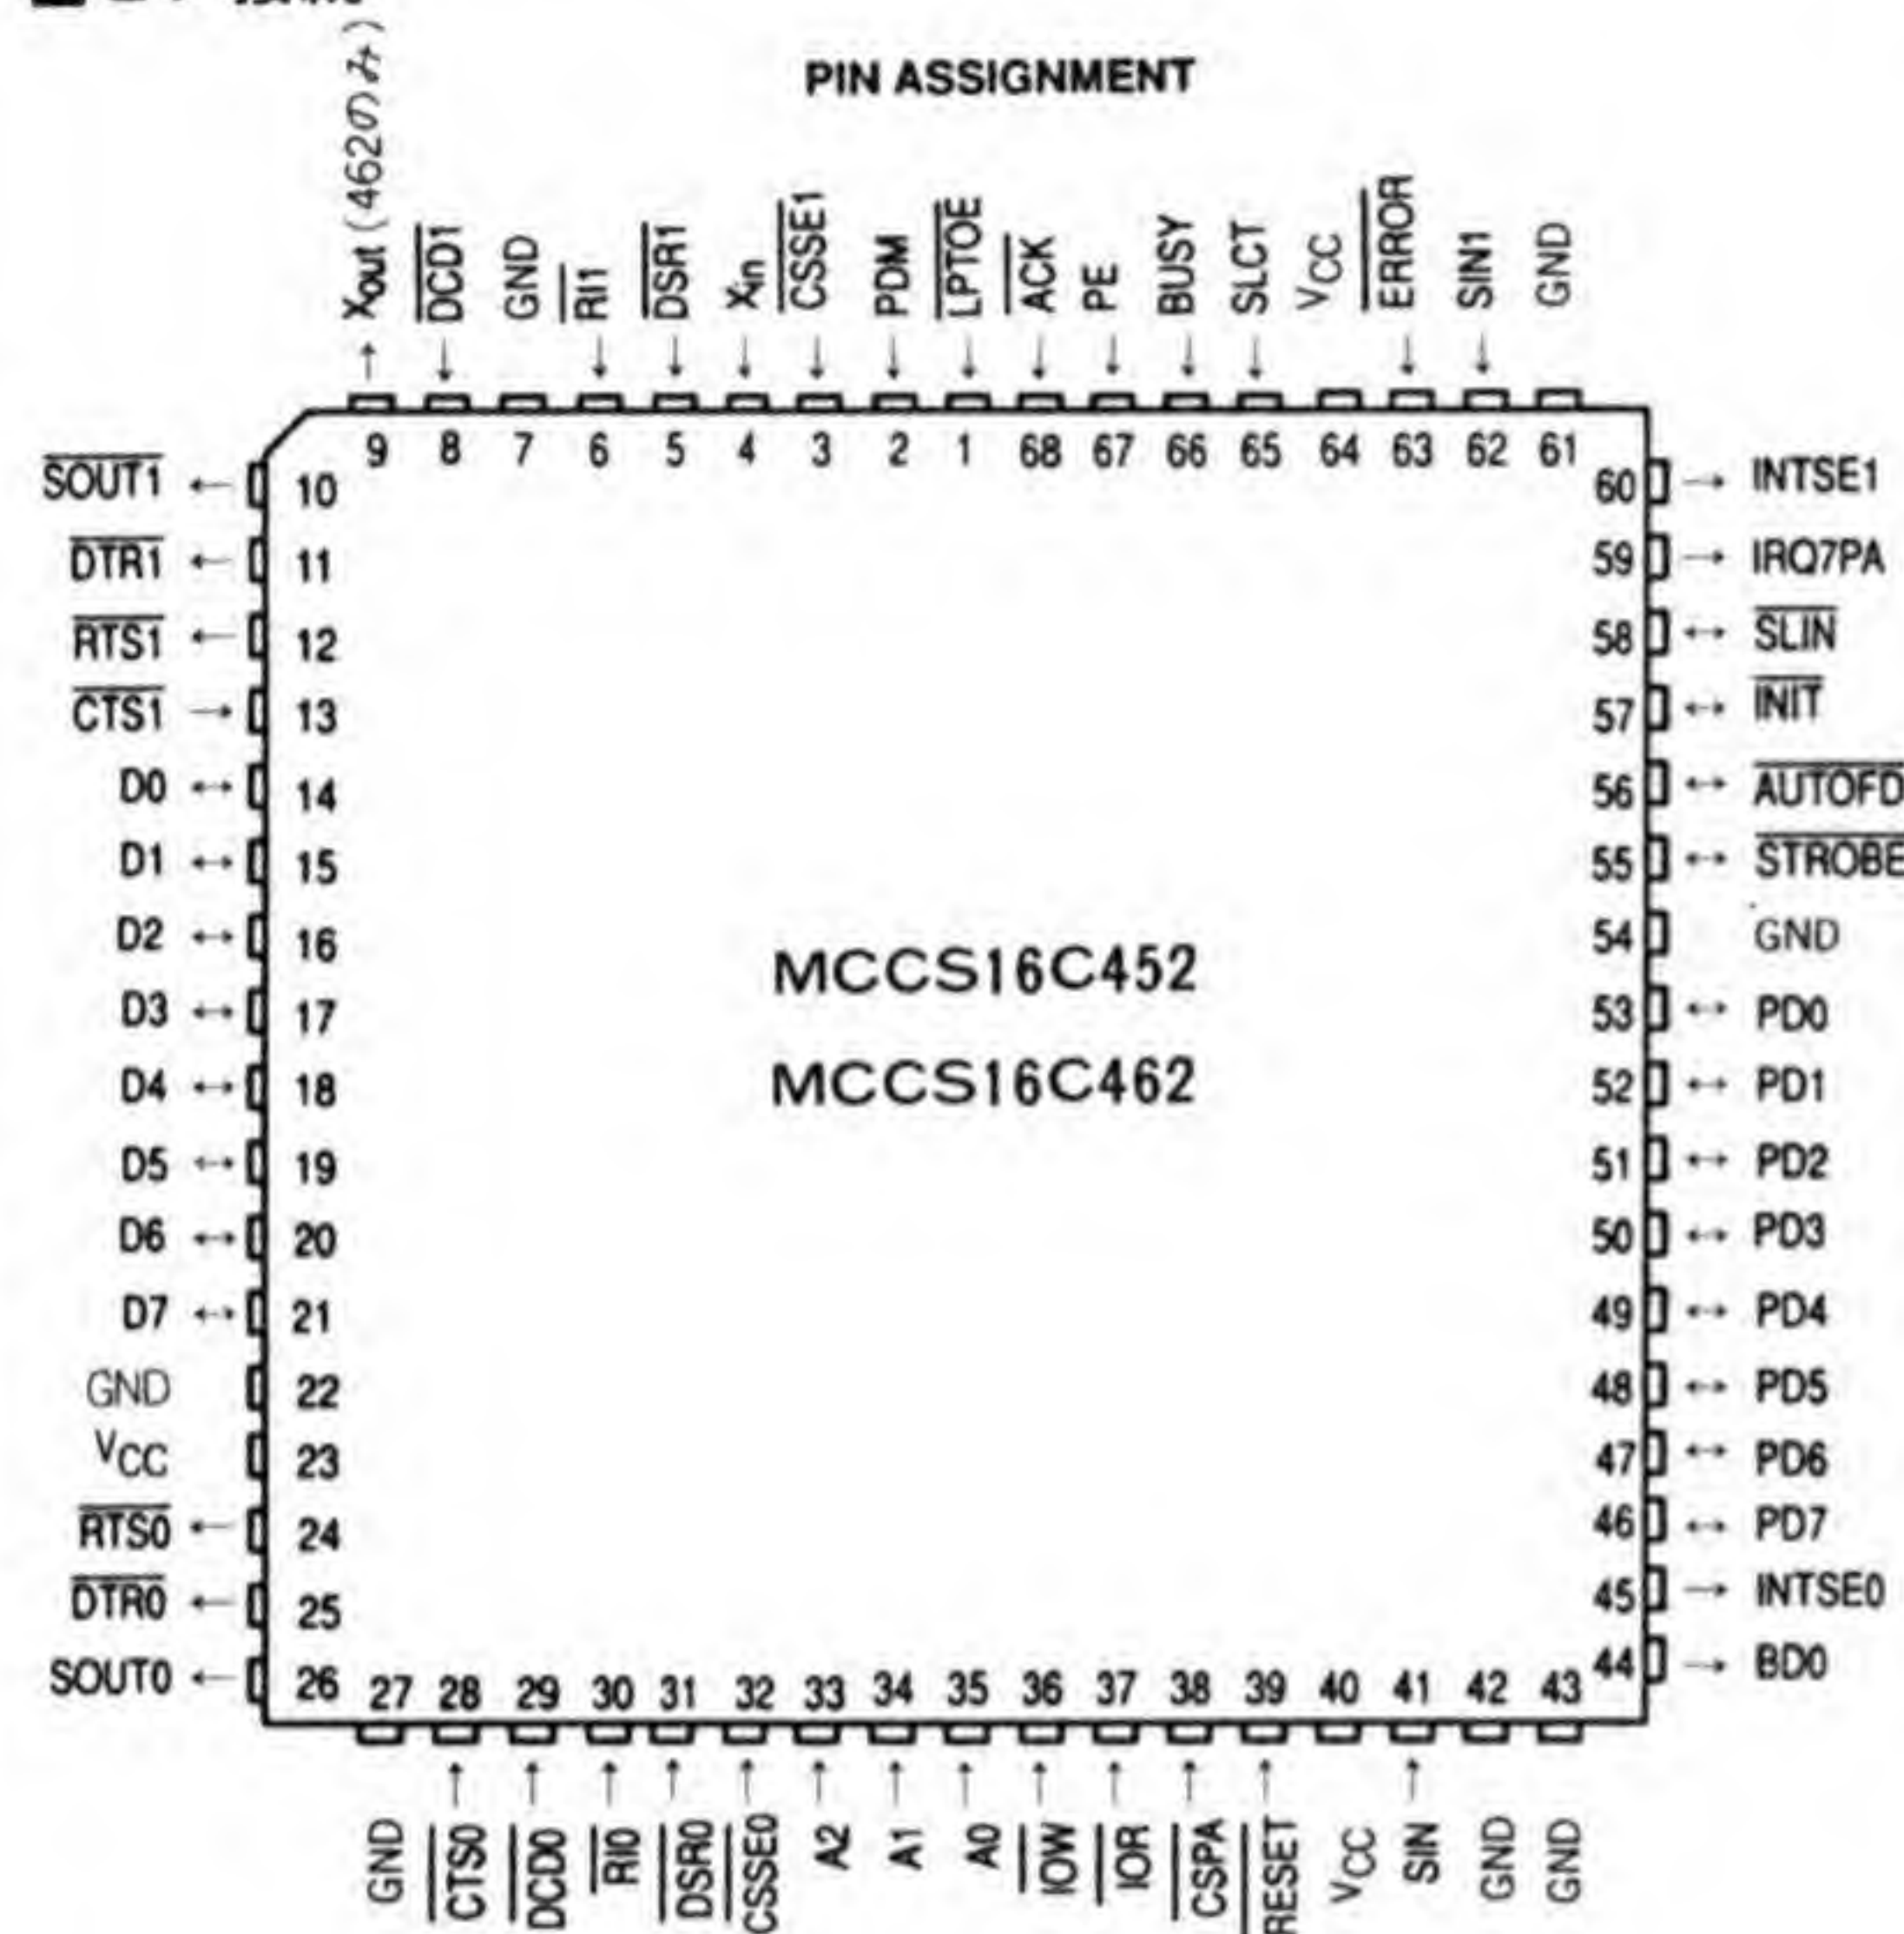 PIN ASSIGNMENT
Xout (462のみ)
DCD1
GND
RI1
DSR1
Xin
CSSE1
PDM
LPTOE
ACK
PE
BUSY
SLCT
VCC
ERROR
SIN1
GND
9 8 7 6 5 4 3 2 1 68 67 66 65 64 63 62 61
SOUT1 10
DTR1 11
RTS1 12
CTS1 13
D0 14
D1 15
D2 16
D3 17
D4 18
D5 19
D6 20
D7 21
GND 22
VCC 23
RTS0 24
DTR0 25
SOUT0 26
MCCS16C452
MCCS16C462
60 INTSE1
59 IRQ7PA
58 SLIN
57 INIT
56 AUTOFD
55 STROBE
54 GND
53 PD0
52 PD1
51 PD2
50 PD3
49 PD4
48 PD5
47 PD6
46 PD7
45 INTSE0
44 BD0
27 28 29 30 31 32 33 34 35 36 37 38 39 40 41 42 43
GND
CTS0
DCD0
RI0
DSR0
CSSE0
A2
A1
A0
IOW
IOR
CSPA
RESET
VCC
SIN
GND
GND